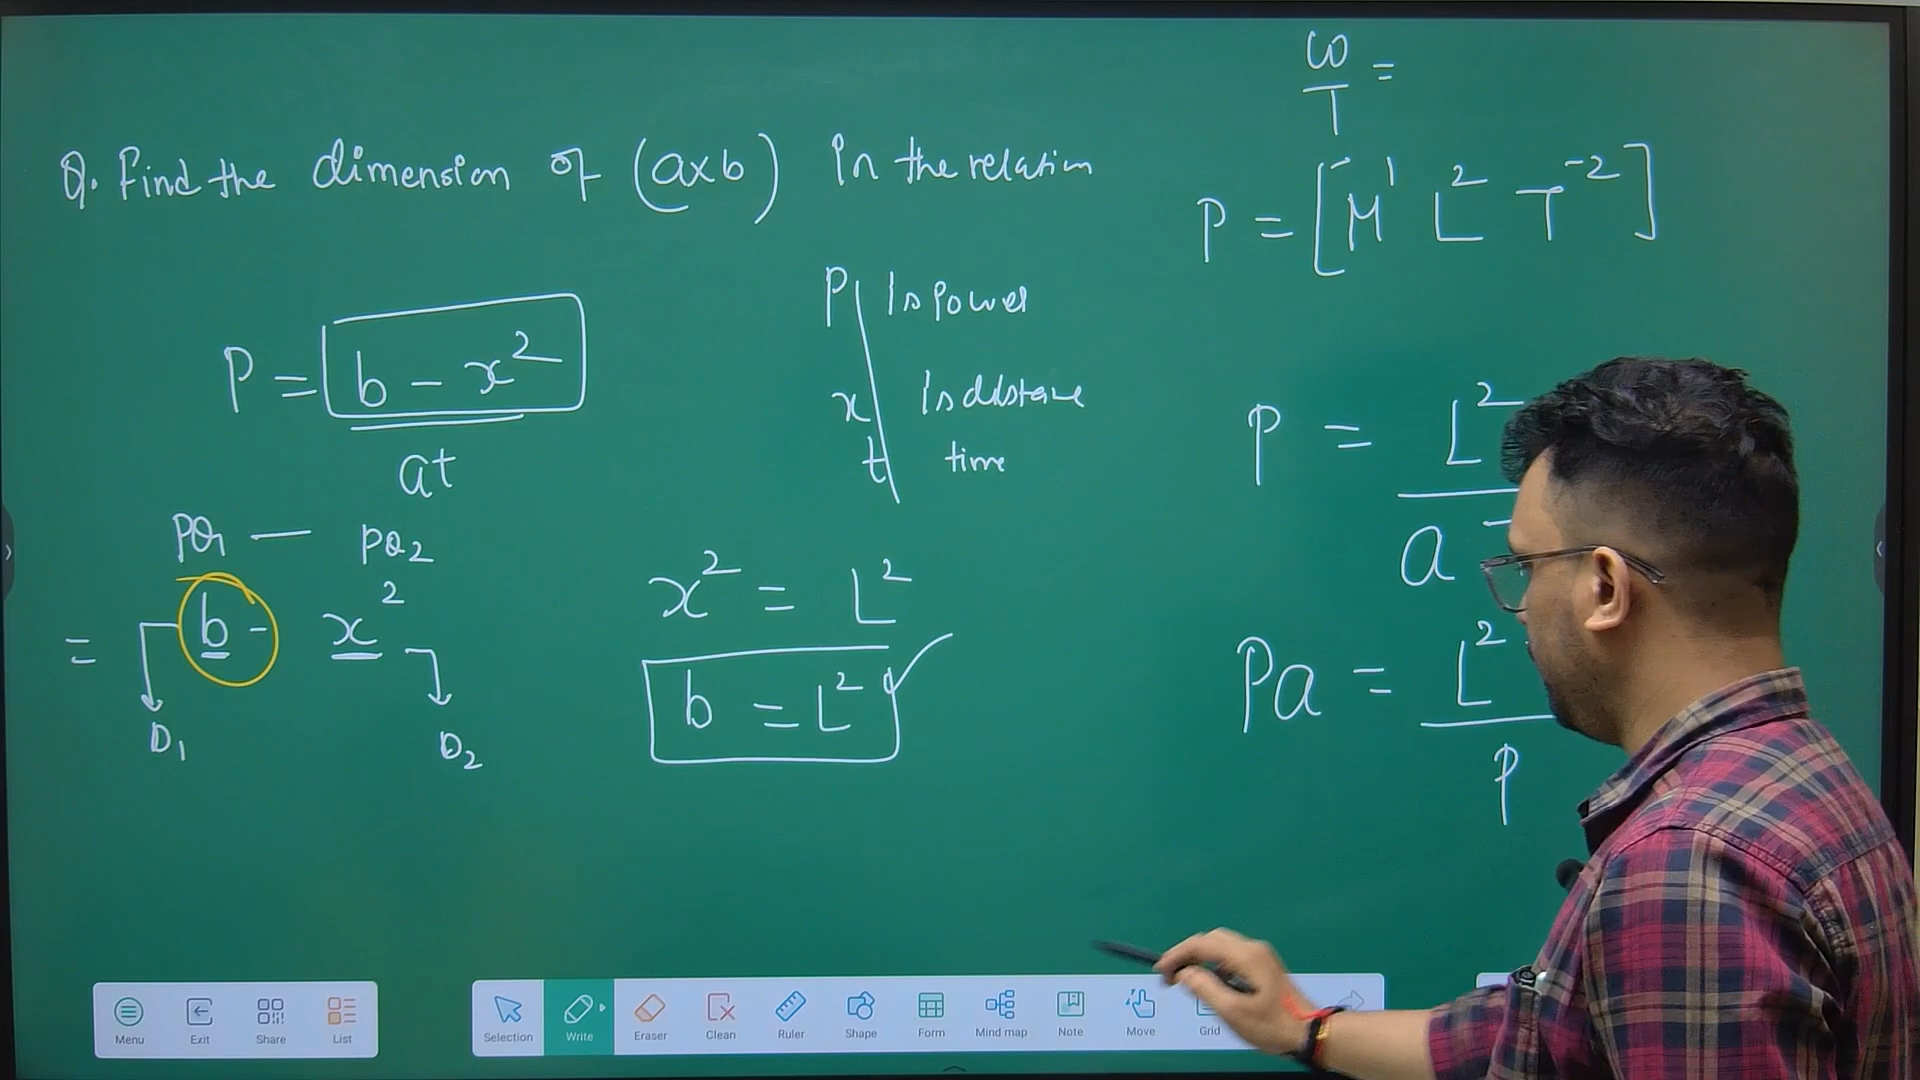 Q. Find the dimension of (a×b) in the relation
P = b - x²
at
P is power
x is distance
t time
PQ₁ — PQ₂
= b - x²
D₁ D₂
x² = L²
b = L²
ω
T =
P = [M¹ L² T⁻²]
P = L²
a
Pa = L²
P
Menu Exit Share List
Selection Write Eraser Clean Ruler Shape Form Mind map Note Move Grid